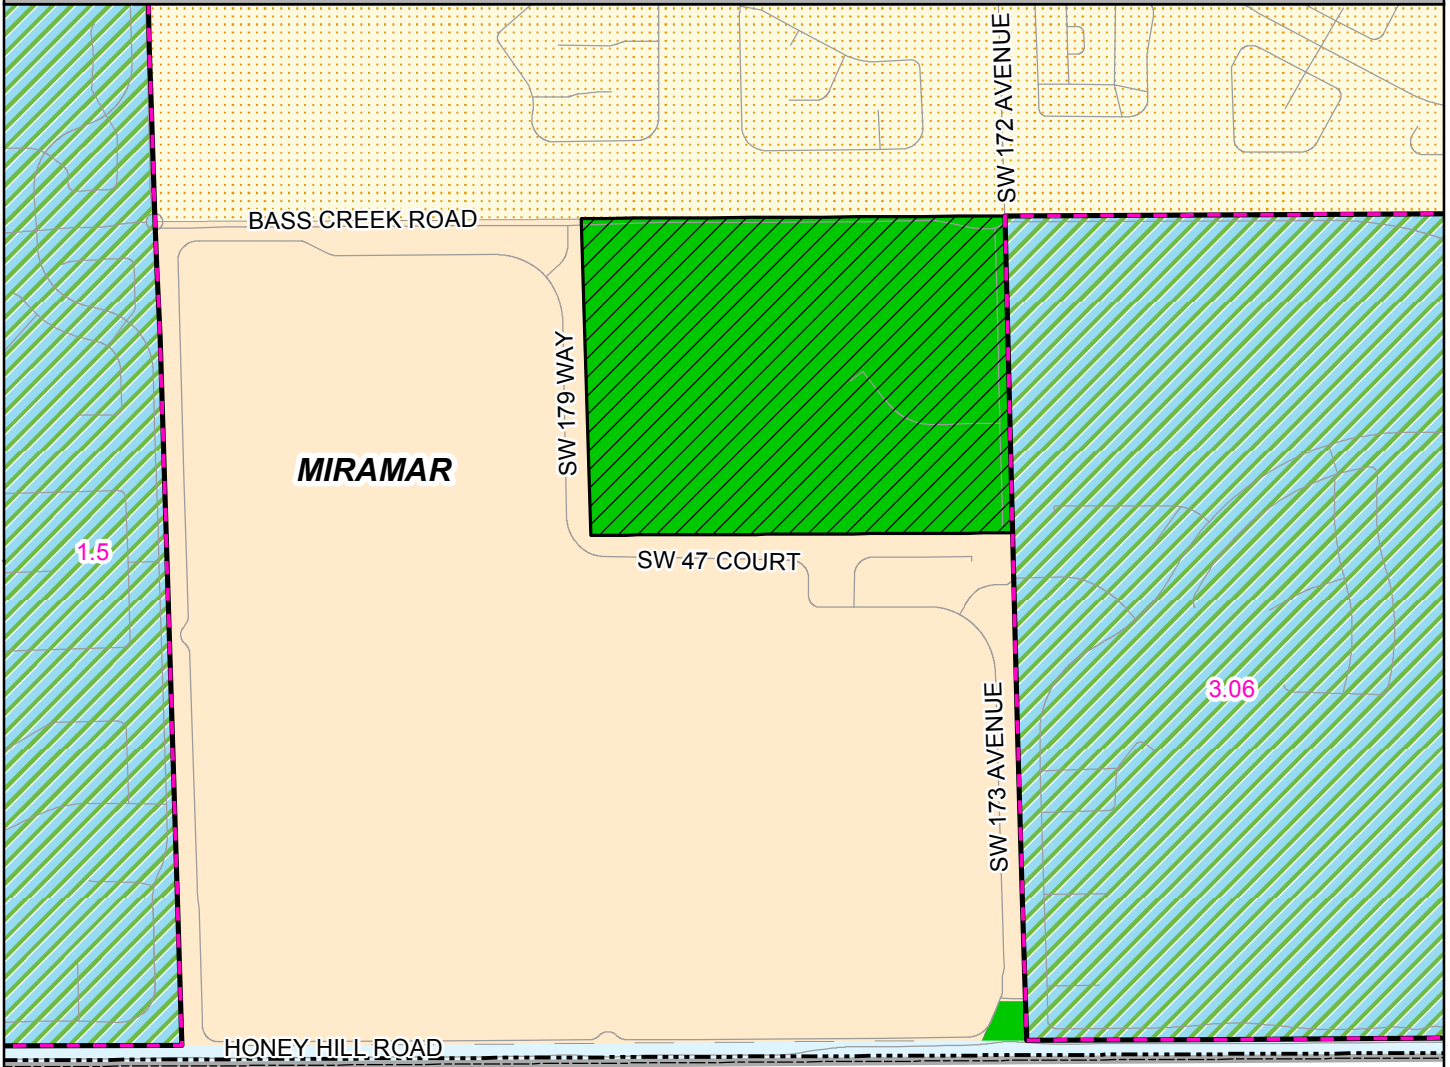 SW 172 AVENUE
BASS CREEK ROAD
SW 179 WAY
MIRAMAR
1.5
SW 47 COURT
3.06
SW 173 AVENUE
HONEY HILL ROAD